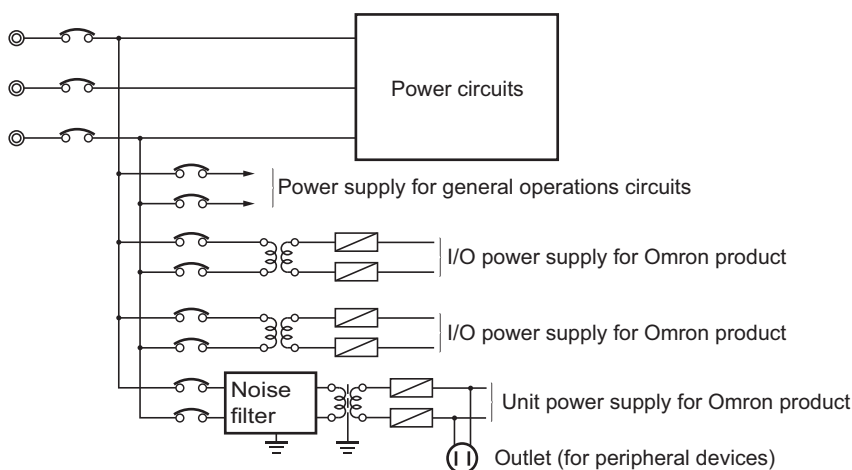 Power circuits
Power supply for general operations circuits
I/O power supply for Omron product
I/O power supply for Omron product
Noise
filter
Unit power supply for Omron product
Outlet (for peripheral devices)